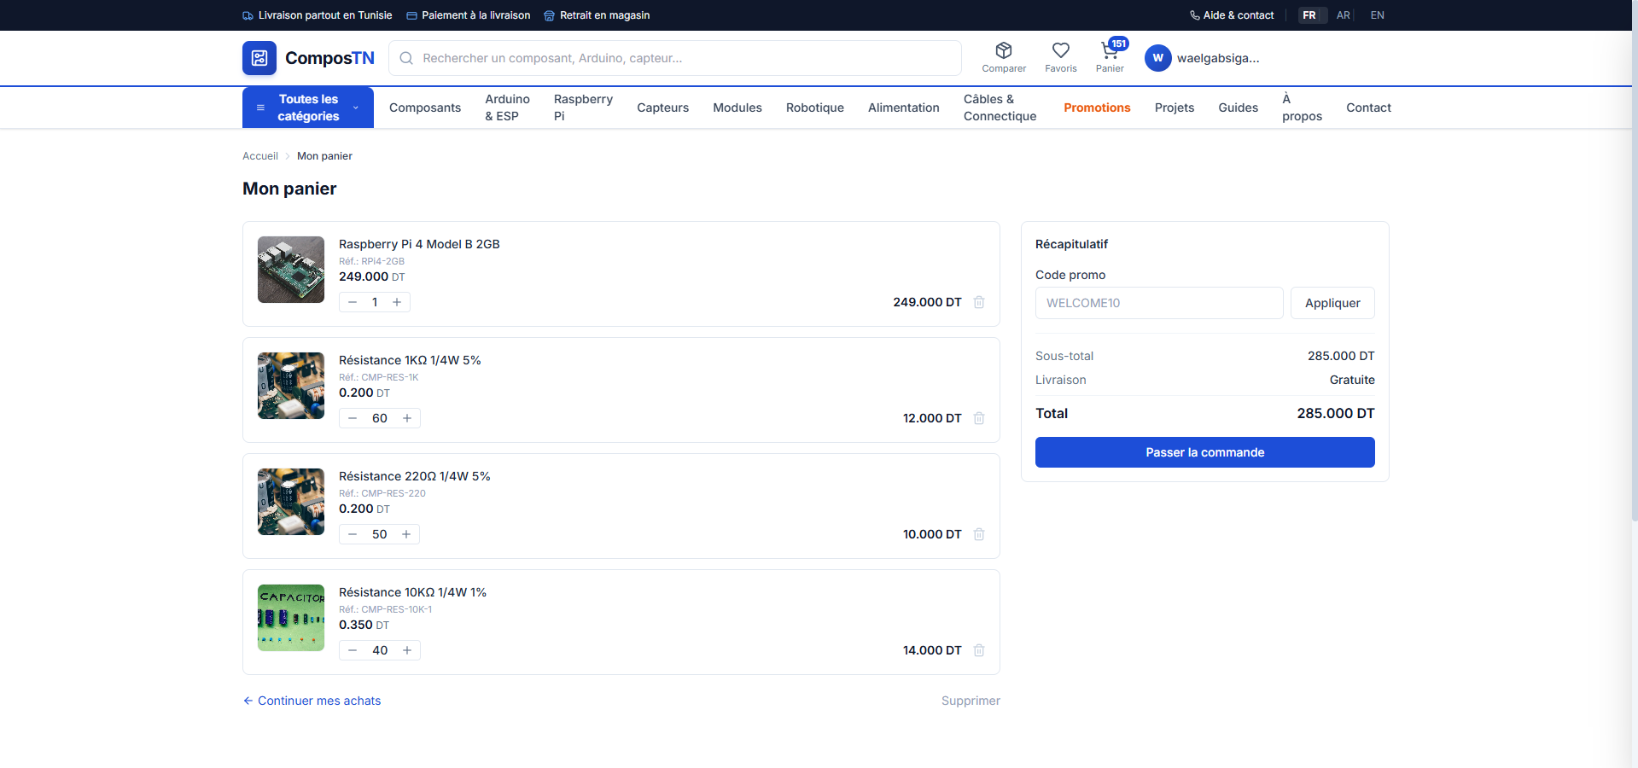 Livraison partout en Tunisie Paiement à la livraison Retrait en magasin Aide & contact FR AR EN
ComposTN Rechercher un composant, Arduino, capteur... Comparer Favoris 151 Panier W waelgabsiga...
Toutes les catégories Composants Arduino & ESP Raspberry Pi Capteurs Modules Robotique Alimentation Câbles & Connectique Promotions Projets Guides À propos Contact
Accueil > Mon panier
Mon panier
Raspberry Pi 4 Model B 2GB
Réf.: RPi4-2GB
249.000 DT
− 1 + 249.000 DT
Résistance 1KΩ 1/4W 5%
Réf.: CMP-RES-1K
0.200 DT
− 60 + 12.000 DT
Résistance 220Ω 1/4W 5%
Réf.: CMP-RES-220
0.200 DT
− 50 + 10.000 DT
CAPACITOR
Résistance 10KΩ 1/4W 1%
Réf.: CMP-RES-10K-1
0.350 DT
− 40 + 14.000 DT
← Continuer mes achats Supprimer
Récapitulatif
Code promo
WELCOME10 Appliquer
Sous-total 285.000 DT
Livraison Gratuite
Total 285.000 DT
Passer la commande